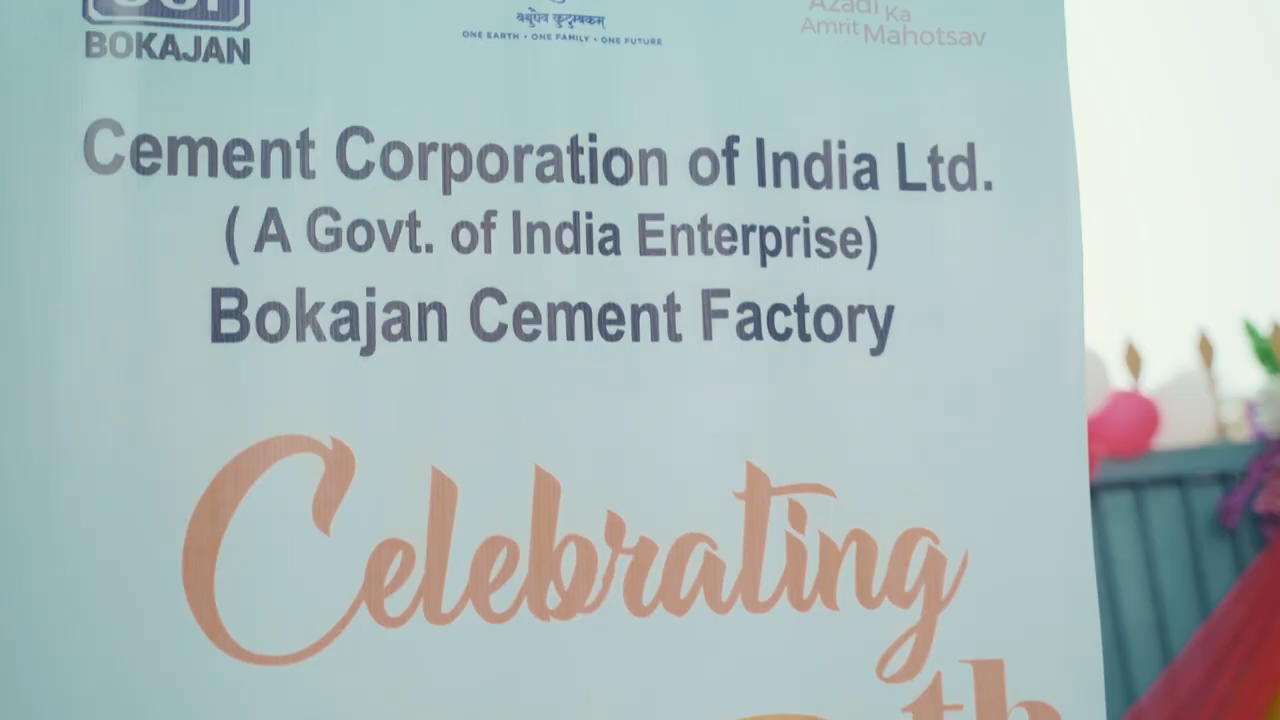 BOKAJAN
वसुधैव कुटुम्बकम्
ONE EARTH • ONE FAMILY • ONE FUTURE
Azadi Ka
Amrit Mahotsav
Cement Corporation of India Ltd.
( A Govt. of India Enterprise)
Bokajan Cement Factory
Celebrating
th